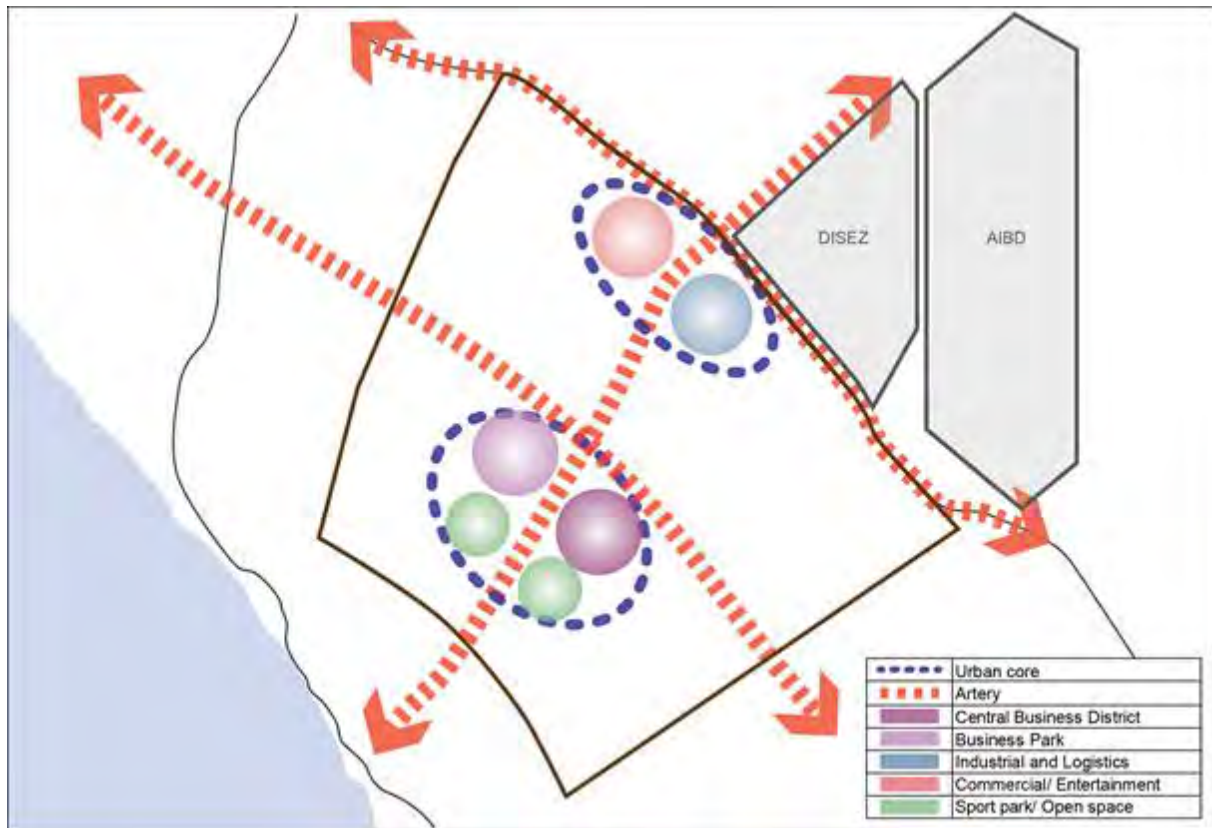 DISEZ
AIBD
Urban core
Artery
Central Business District
Business Park
Industrial and Logistics
Commercial/ Entertainment
Sport park/ Open space